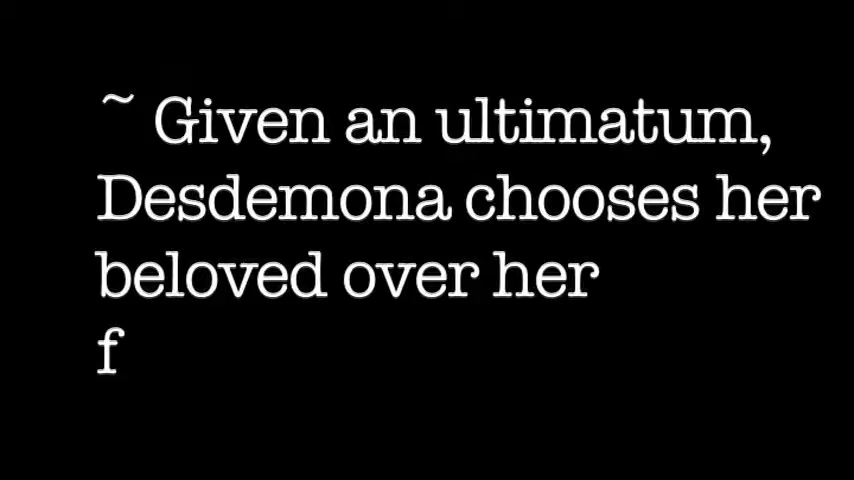 ~ Given an ultimatum,
Desdemona chooses her
beloved over her
f